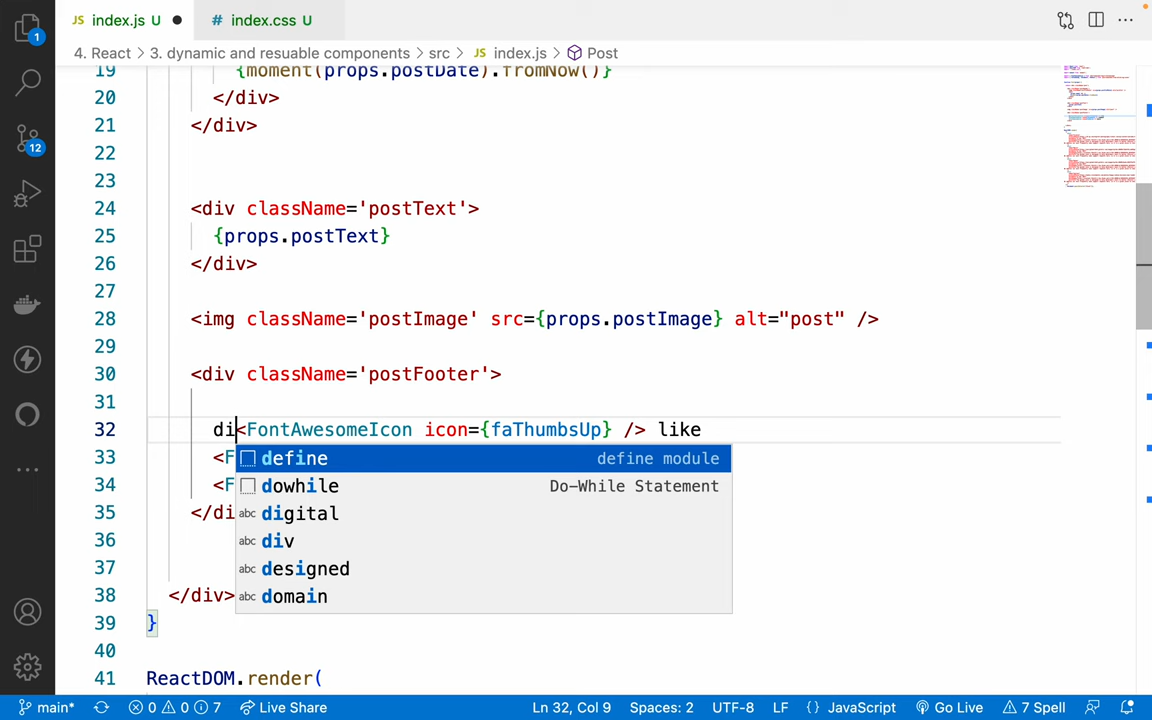 JS index.js U ●
# index.css U
4. React > 3. dynamic and resuable components > src > JS index.js > Post
19 {moment(props.postDate).fromNow()}
20 </div>
21 </div>
22
23
24 <div className='postText'>
25 {props.postText}
26 </div>
27
28 <img className='postImage' src={props.postImage} alt="post" />
29
30 <div className='postFooter'>
31
32 di<FontAwesomeIcon icon={faThumbsUp} /> like
33 <F
define define module
34 <F
dowhile Do-While Statement
35 </di
abc digital
36
abc div
37
abc designed
38 </div>
abc domain
39 }
40
41 ReactDOM.render(
1
12
main* 0 0 7 Live Share Ln 32, Col 9 Spaces: 2 UTF-8 LF {} JavaScript Go Live 7 Spell